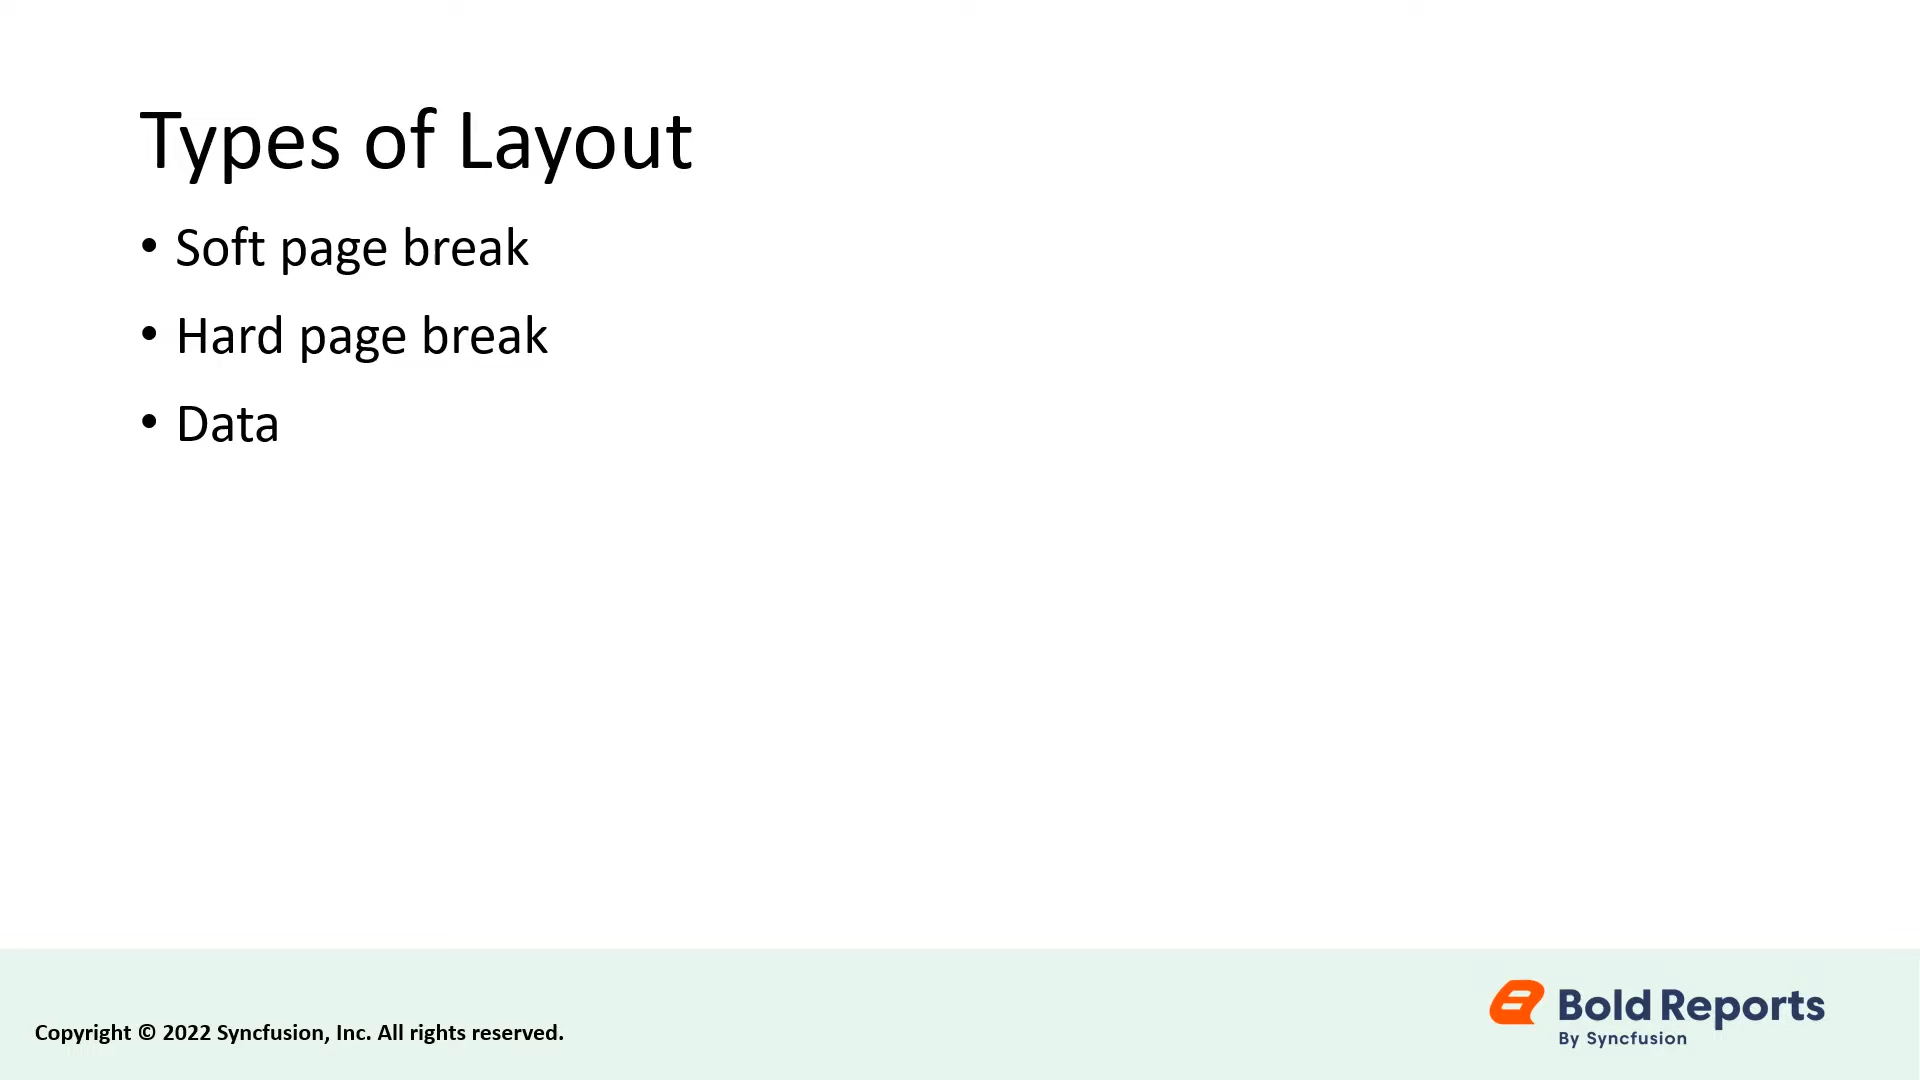 Types of Layout
• Soft page break
• Hard page break
• Data
Copyright © 2022 Syncfusion, Inc. All rights reserved.
Bold Reports
By Syncfusion